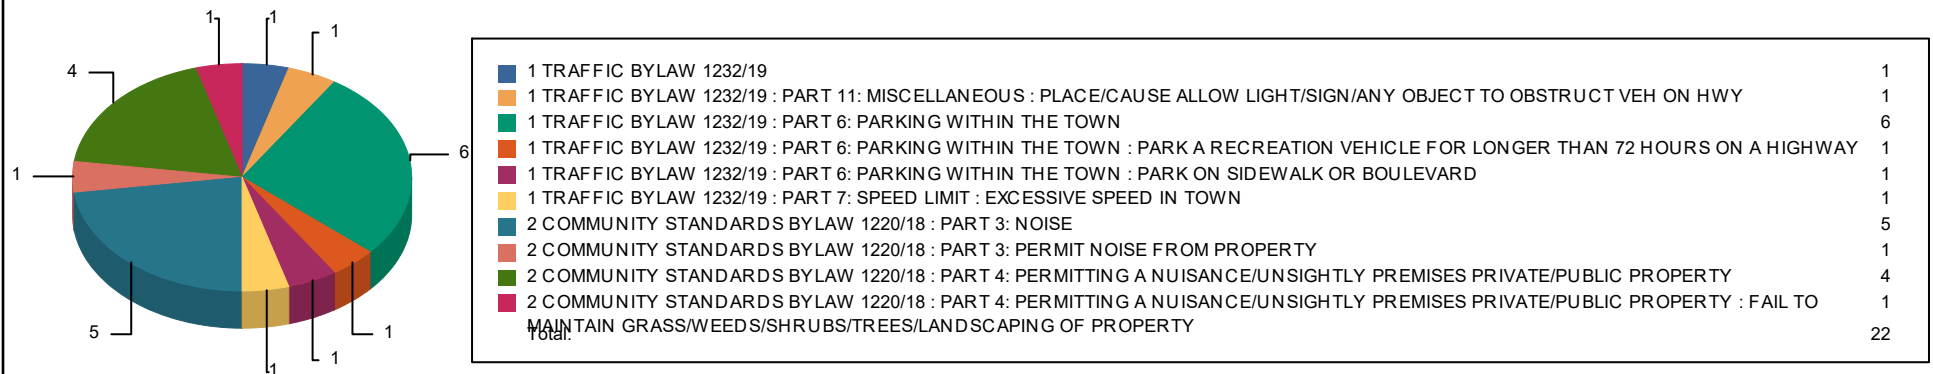 1
1
1
4
6
1
5
1
1
1
1 TRAFFIC BYLAW 1232/19 1
1 TRAFFIC BYLAW 1232/19 : PART 11: MISCELLANEOUS : PLACE/CAUSE ALLOW LIGHT/SIGN/ANY OBJECT TO OBSTRUCT VEH ON HWY 1
1 TRAFFIC BYLAW 1232/19 : PART 6: PARKING WITHIN THE TOWN 6
1 TRAFFIC BYLAW 1232/19 : PART 6: PARKING WITHIN THE TOWN : PARK A RECREATION VEHICLE FOR LONGER THAN 72 HOURS ON A HIGHWAY 1
1 TRAFFIC BYLAW 1232/19 : PART 6: PARKING WITHIN THE TOWN : PARK ON SIDEWALK OR BOULEVARD 1
1 TRAFFIC BYLAW 1232/19 : PART 7: SPEED LIMIT : EXCESSIVE SPEED IN TOWN 1
2 COMMUNITY STANDARDS BYLAW 1220/18 : PART 3: NOISE 5
2 COMMUNITY STANDARDS BYLAW 1220/18 : PART 3: PERMIT NOISE FROM PROPERTY 1
2 COMMUNITY STANDARDS BYLAW 1220/18 : PART 4: PERMITTING A NUISANCE/UNSIGHTLY PREMISES PRIVATE/PUBLIC PROPERTY 4
2 COMMUNITY STANDARDS BYLAW 1220/18 : PART 4: PERMITTING A NUISANCE/UNSIGHTLY PREMISES PRIVATE/PUBLIC PROPERTY : FAIL TO 1
MAINTAIN GRASS/WEEDS/SHRUBS/TREES/LANDSCAPING OF PROPERTY
Total: 22